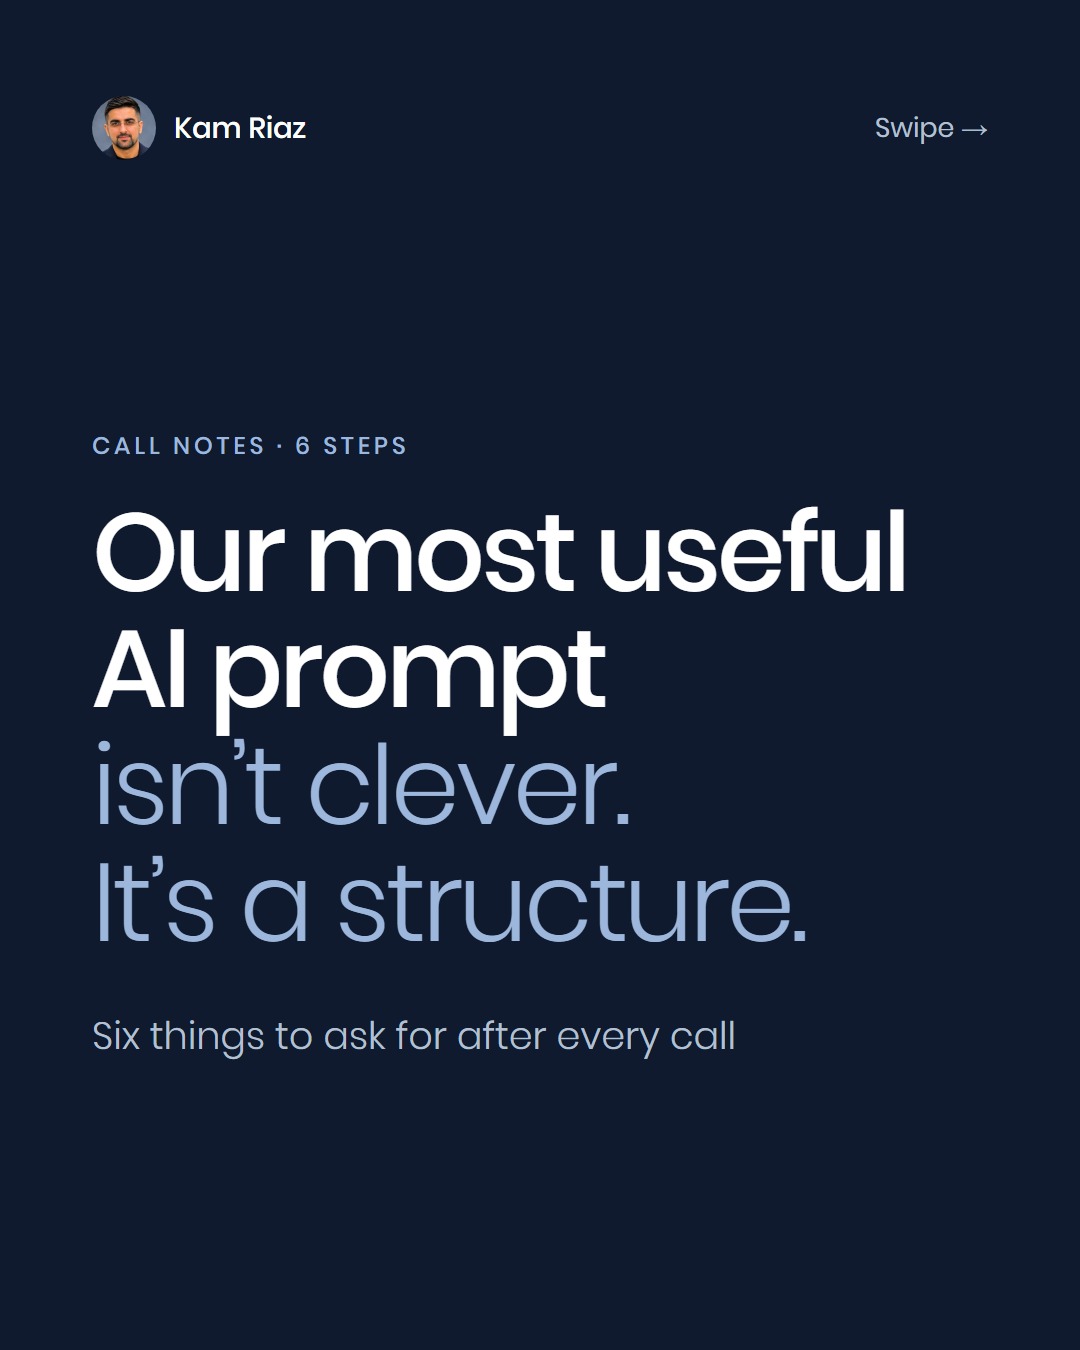 Kam Riaz
Swipe →
CALL NOTES · 6 STEPS
Our most useful
AI prompt
isn’t clever.
It’s a structure.
Six things to ask for after every call